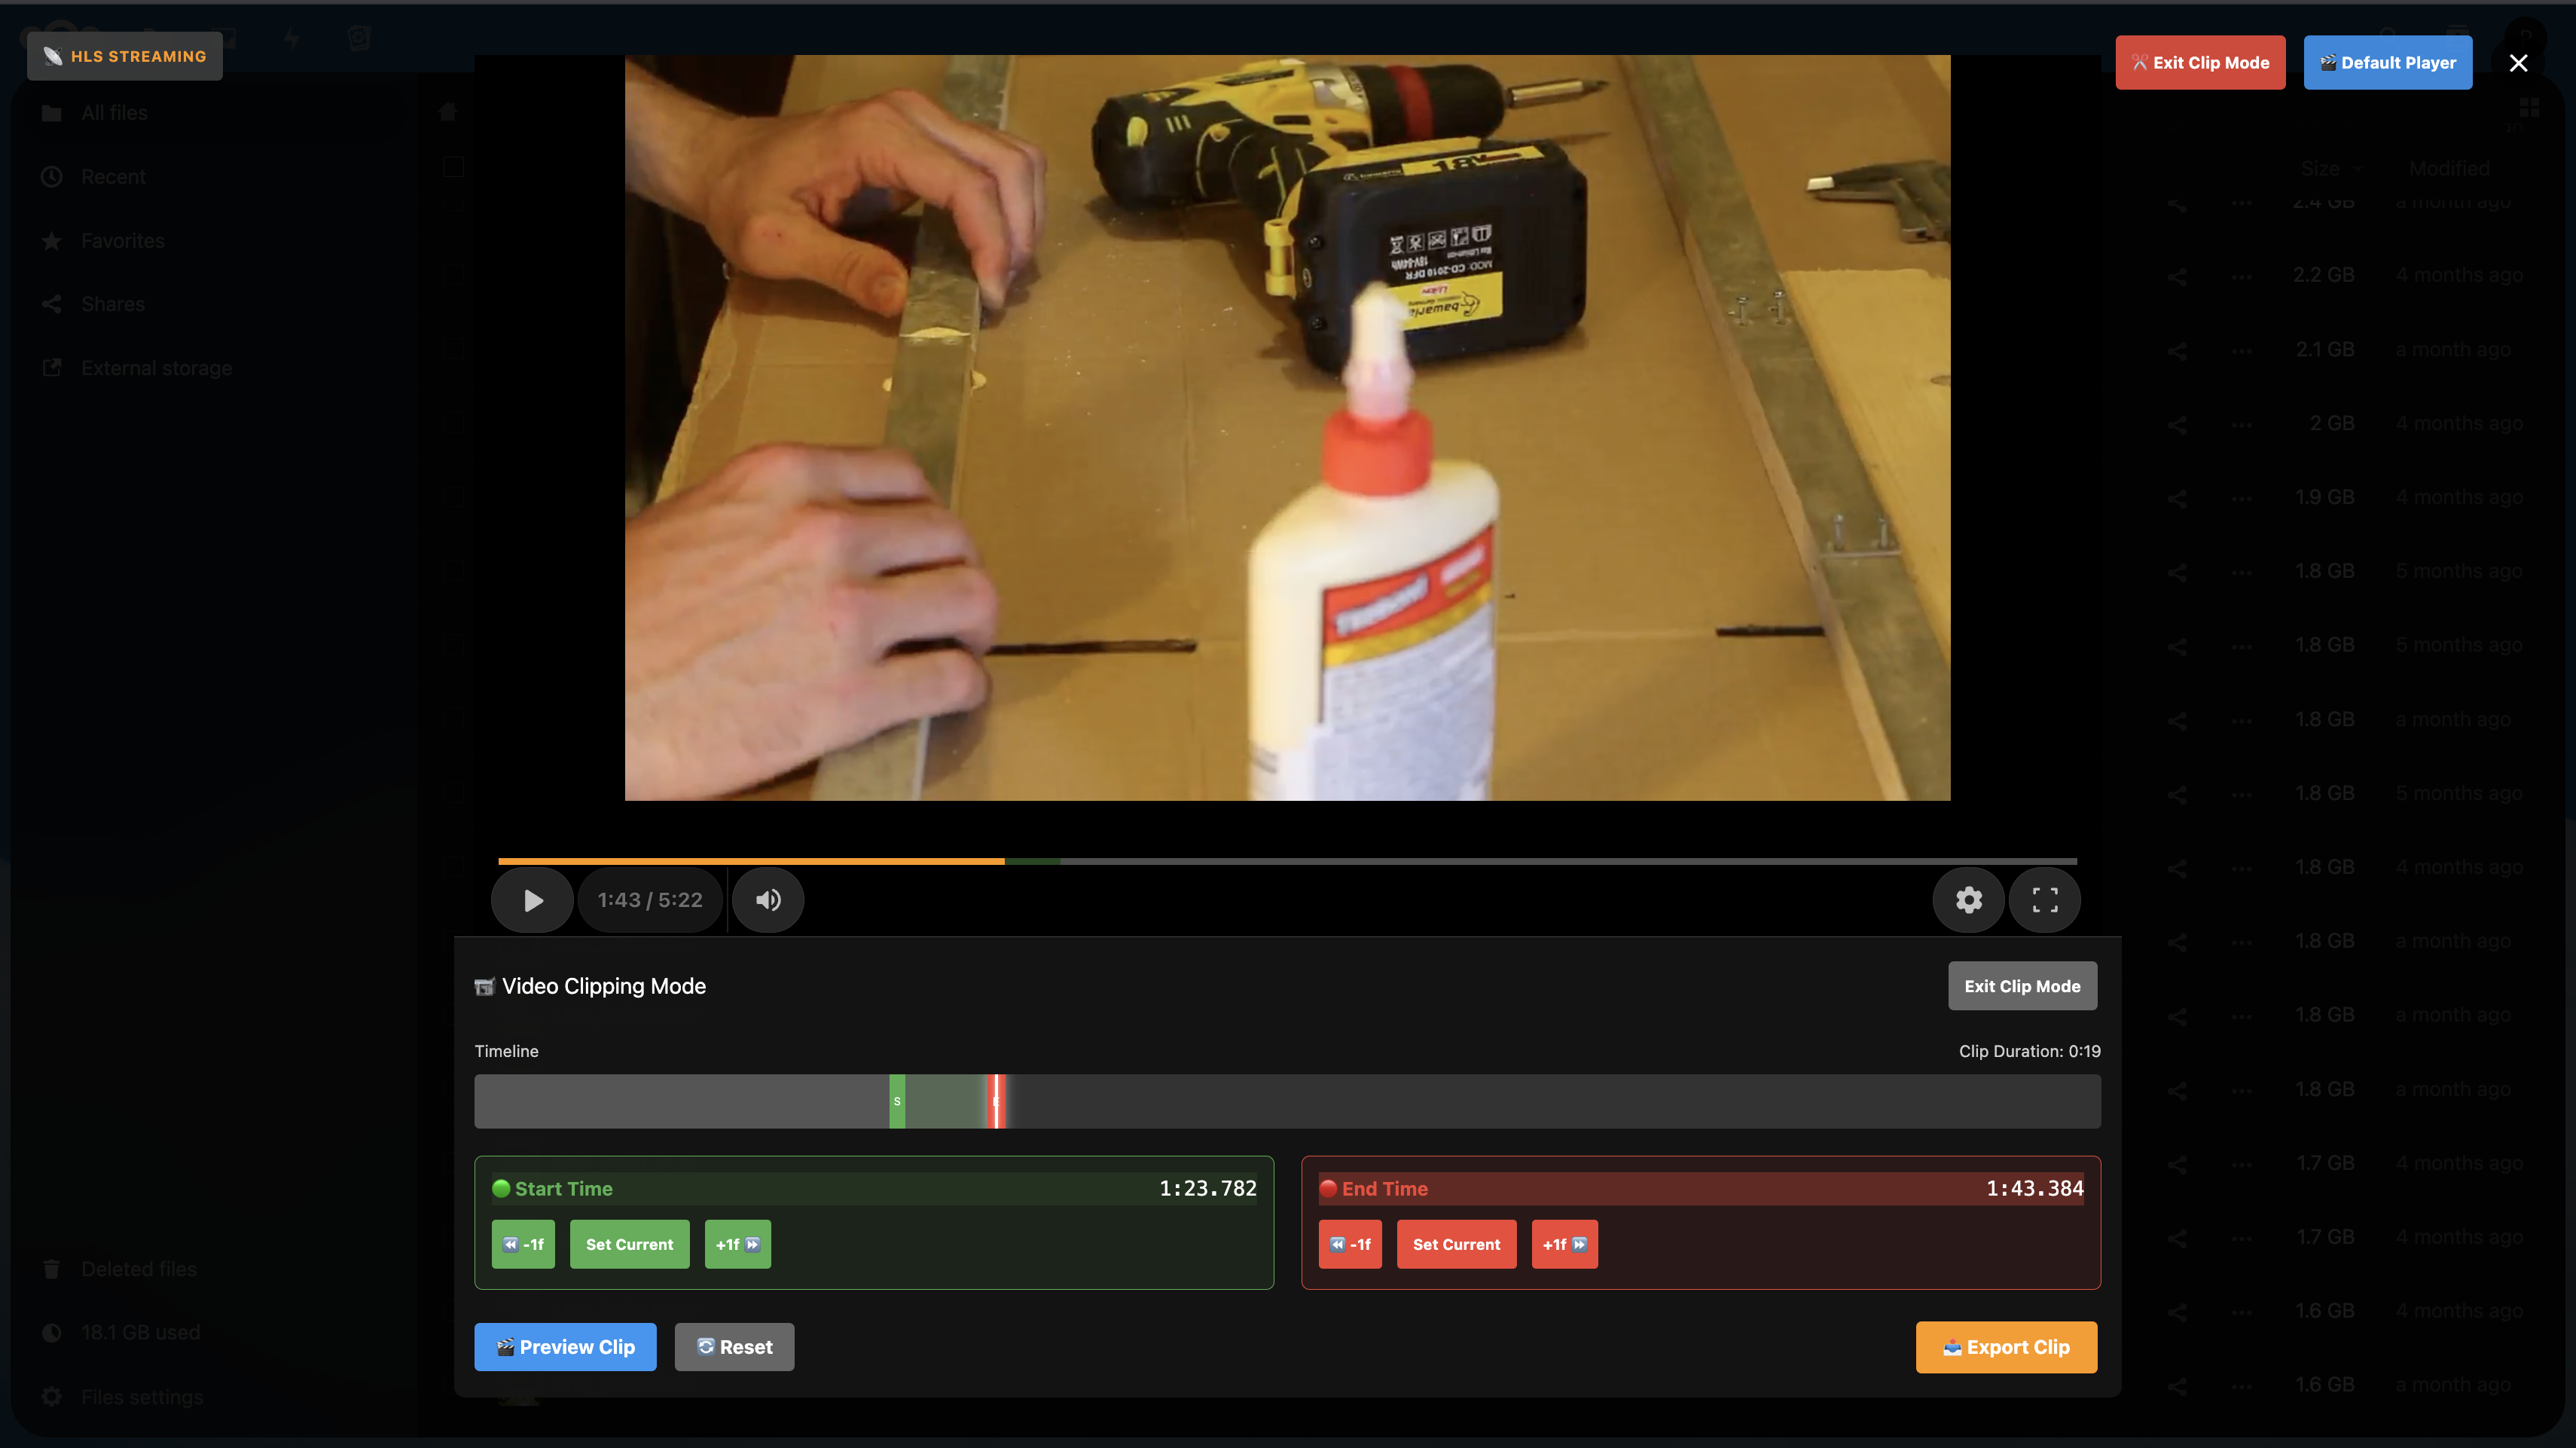 HLS STREAMING
Exit Clip Mode
Default Player
All files
Recent
Favorites
Shares
External storage
Deleted files
18.1 GB used
Files settings
Size
Modified
2.4 GB a month ago
2.2 GB 4 months ago
2.1 GB a month ago
2 GB 4 months ago
1.9 GB 4 months ago
1.8 GB 5 months ago
1.8 GB 5 months ago
1.8 GB a month ago
1.8 GB 5 months ago
1.8 GB 4 months ago
1.8 GB a month ago
1.8 GB a month ago
1.8 GB a month ago
1.7 GB 4 months ago
1.7 GB 4 months ago
1.6 GB 4 months ago
1.6 GB a month ago
18V
MOD: CD-2010 DFR
bawaria
1:43 / 5:22
Video Clipping Mode
Exit Clip Mode
Timeline
Clip Duration: 0:19
S
E
Start Time 1:23.782
-1f
Set Current
+1f
End Time 1:43.384
-1f
Set Current
+1f
Preview Clip
Reset
Export Clip